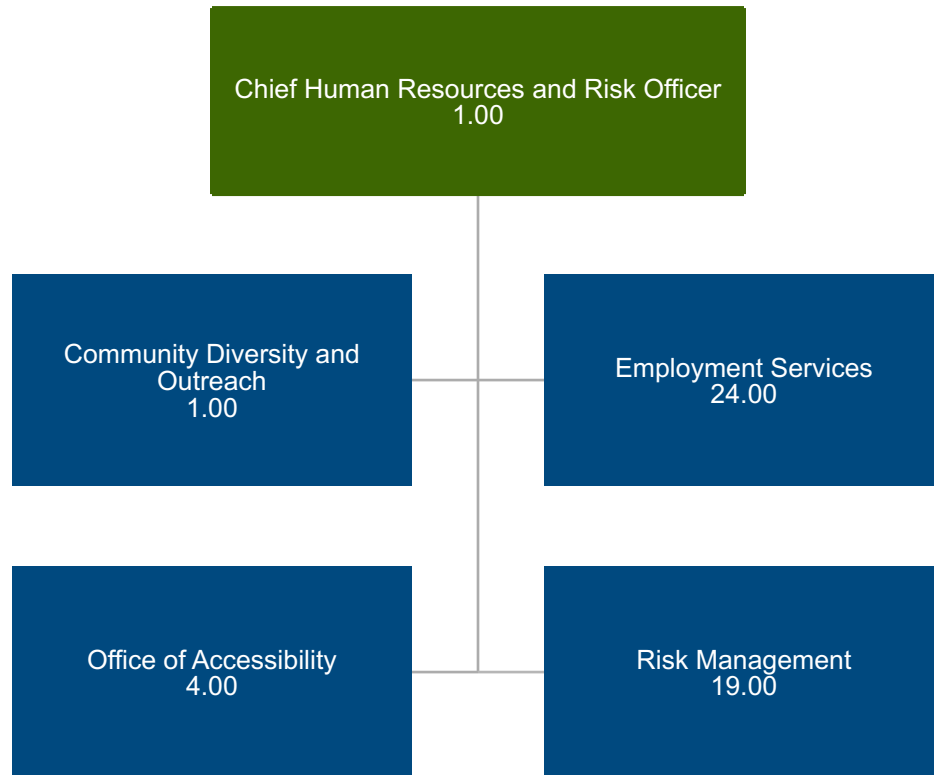 Chief Human Resources and Risk Officer
1.00
Community Diversity and
Outreach
1.00
Employment Services
24.00
Office of Accessibility
4.00
Risk Management
19.00